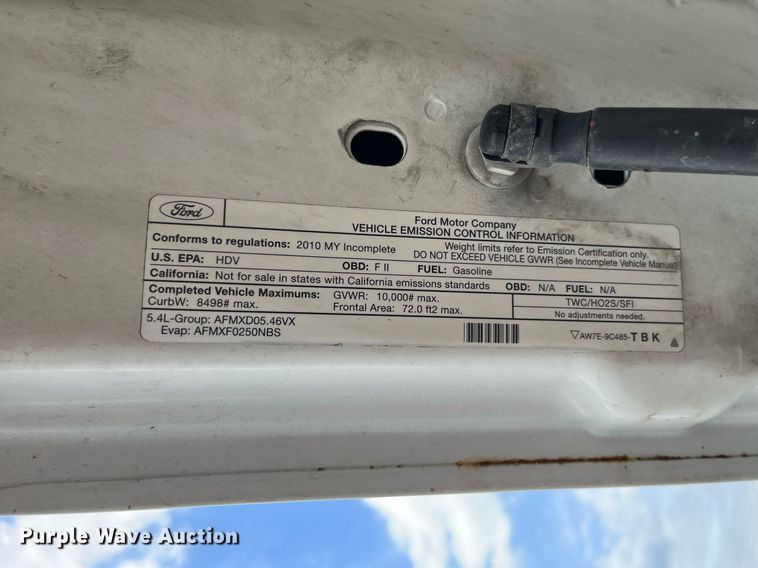 Ford
Ford Motor Company
VEHICLE EMISSION CONTROL INFORMATION
Conforms to regulations: 2010 MY Incomplete
Weight limits refer to Emission Certification only.
DO NOT EXCEED VEHICLE GVWR (See Incomplete Vehicle Manual)
U.S. EPA: HDV OBD: F II FUEL: Gasoline
California: Not for sale in states with California emissions standards OBD: N/A FUEL: N/A
Completed Vehicle Maximums: GVWR: 10,000# max. TWC/HO2S/SFI
CurbW: 8498# max. Frontal Area: 72.0 ft2 max. No adjustments needed.
5.4L-Group: AFMXD05.46VX
Evap: AFMXF0250NBS
AW7E-9C485-TBK
Purple Wave Auction